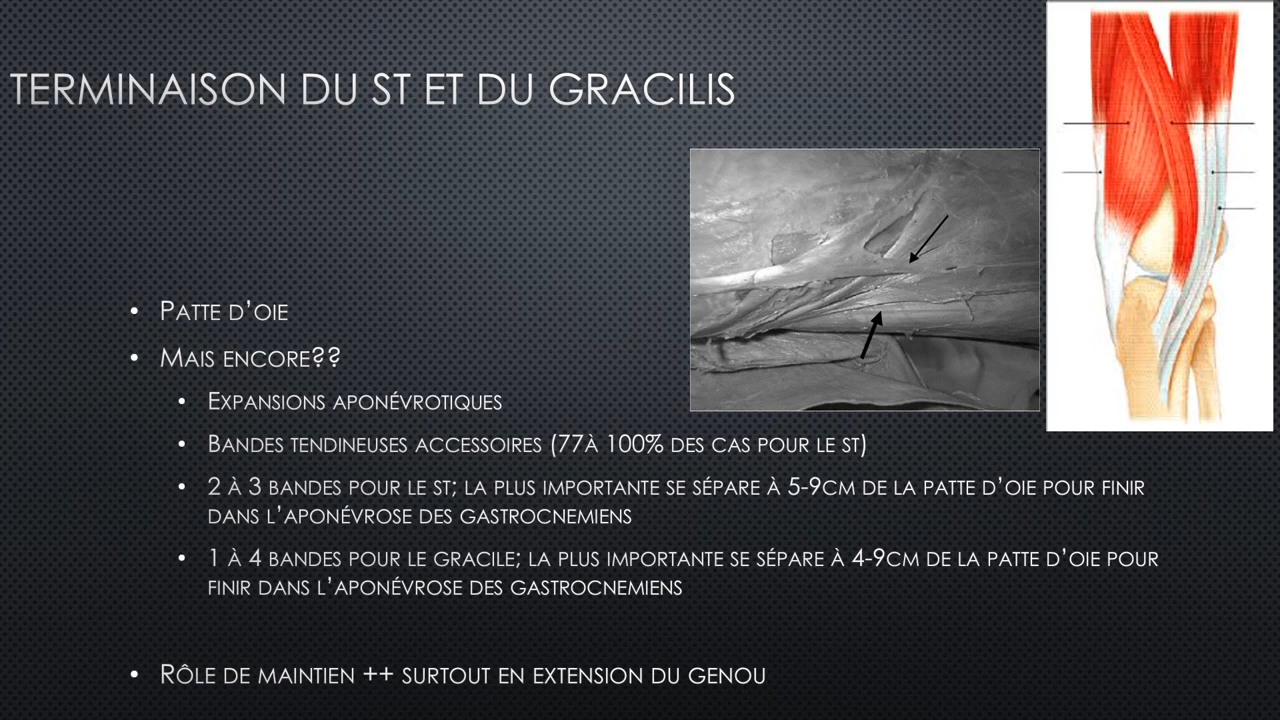 TERMINAISON DU ST ET DU GRACILIS
• PATTE D'OIE
• MAIS ENCORE??
• EXPANSIONS APONÉVROTIQUES
• BANDES TENDINEUSES ACCESSOIRES (77À 100% DES CAS POUR LE ST)
• 2 À 3 BANDES POUR LE ST; LA PLUS IMPORTANTE SE SÉPARE À 5-9CM DE LA PATTE D'OIE POUR FINIR
DANS L'APONÉVROSE DES GASTROCNEMIENS
• 1 À 4 BANDES POUR LE GRACILE; LA PLUS IMPORTANTE SE SÉPARE À 4-9CM DE LA PATTE D'OIE POUR
FINIR DANS L'APONÉVROSE DES GASTROCNEMIENS
• RÔLE DE MAINTIEN ++ SURTOUT EN EXTENSION DU GENOU